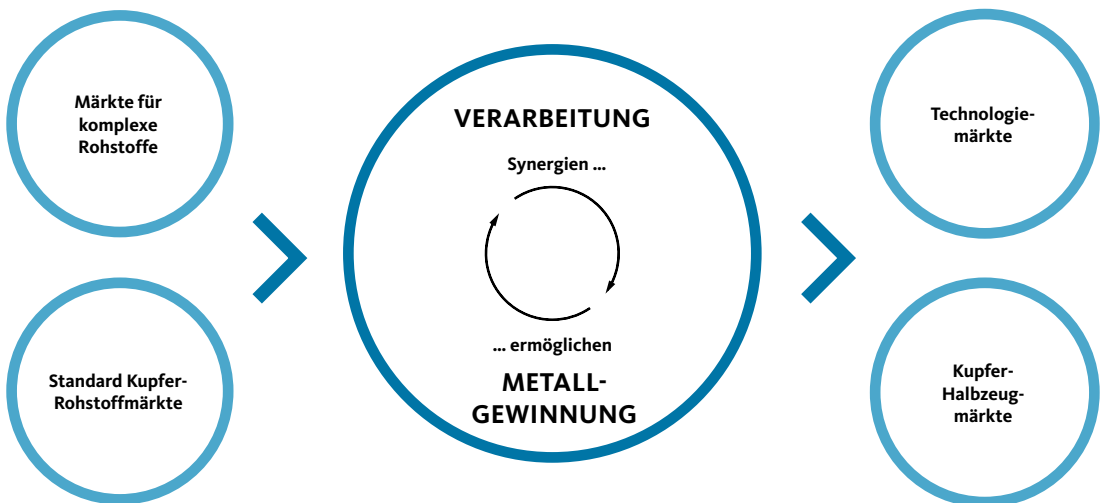 Märkte für
komplexe
Rohstoffe
Standard Kupfer-
Rohstoffmärkte
VERARBEITUNG
Synergien ...
... ermöglichen
METALL-
GEWINNUNG
Technologie-
märkte
Kupfer-
Halbzeug-
märkte